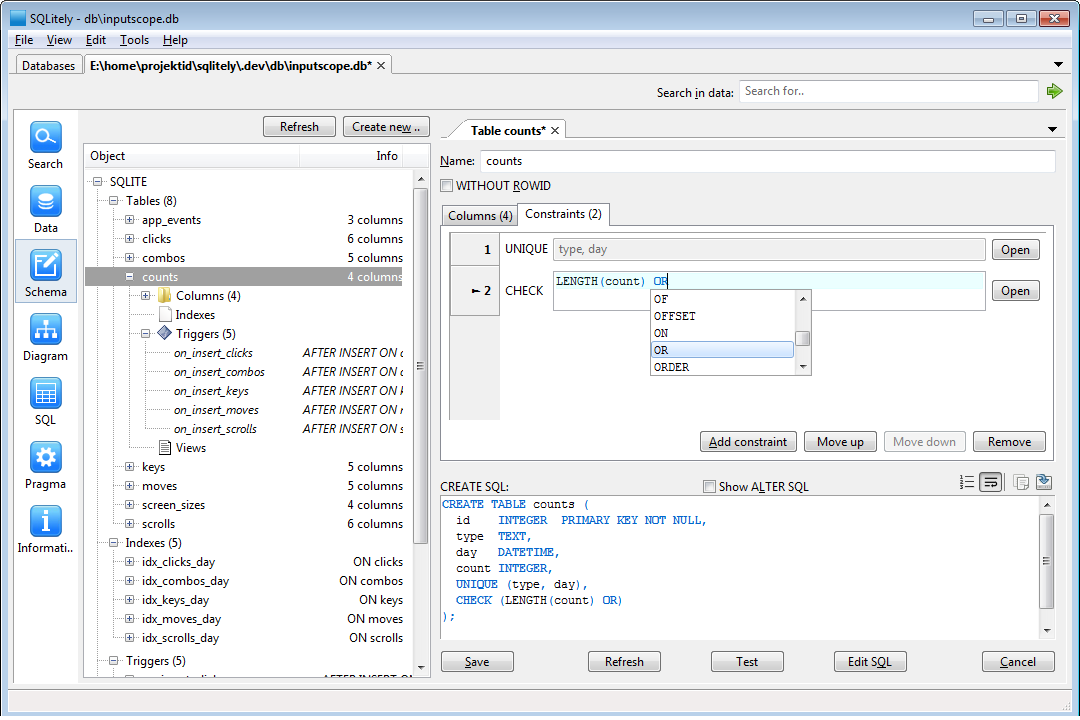 SQLitely - db\inputscope.db
File View Edit Tools Help
Databases E:\home\projektid\sqlitely\.dev\db\inputscope.db*
Search in data: Search for..
Search
Data
Schema
Diagram
SQL
Pragma
Informati..
Refresh Create new ..
Object Info
SQLITE
Tables (8)
app_events 3 columns
clicks 6 columns
combos 5 columns
counts 4 columns
Columns (4)
Indexes
Triggers (5)
on_insert_clicks AFTER INSERT ON
on_insert_combos AFTER INSERT ON
on_insert_keys AFTER INSERT ON
on_insert_moves AFTER INSERT ON
on_insert_scrolls AFTER INSERT ON
Views
keys 5 columns
moves 5 columns
screen_sizes 4 columns
scrolls 6 columns
Indexes (5)
idx_clicks_day ON clicks
idx_combos_day ON combos
idx_keys_day ON keys
idx_moves_day ON moves
idx_scrolls_day ON scrolls
Triggers (5)
Table counts*
Name: counts
WITHOUT ROWID
Columns (4) Constraints (2)
1 UNIQUE type, day Open
2 CHECK LENGTH(count) OR Open
OF
OFFSET
ON
OR
ORDER
Add constraint Move up Move down Remove
CREATE SQL: Show ALTER SQL
CREATE TABLE counts (
id INTEGER PRIMARY KEY NOT NULL,
type TEXT,
day DATETIME,
count INTEGER,
UNIQUE (type, day),
CHECK (LENGTH(count) OR)
);
Save Refresh Test Edit SQL Cancel